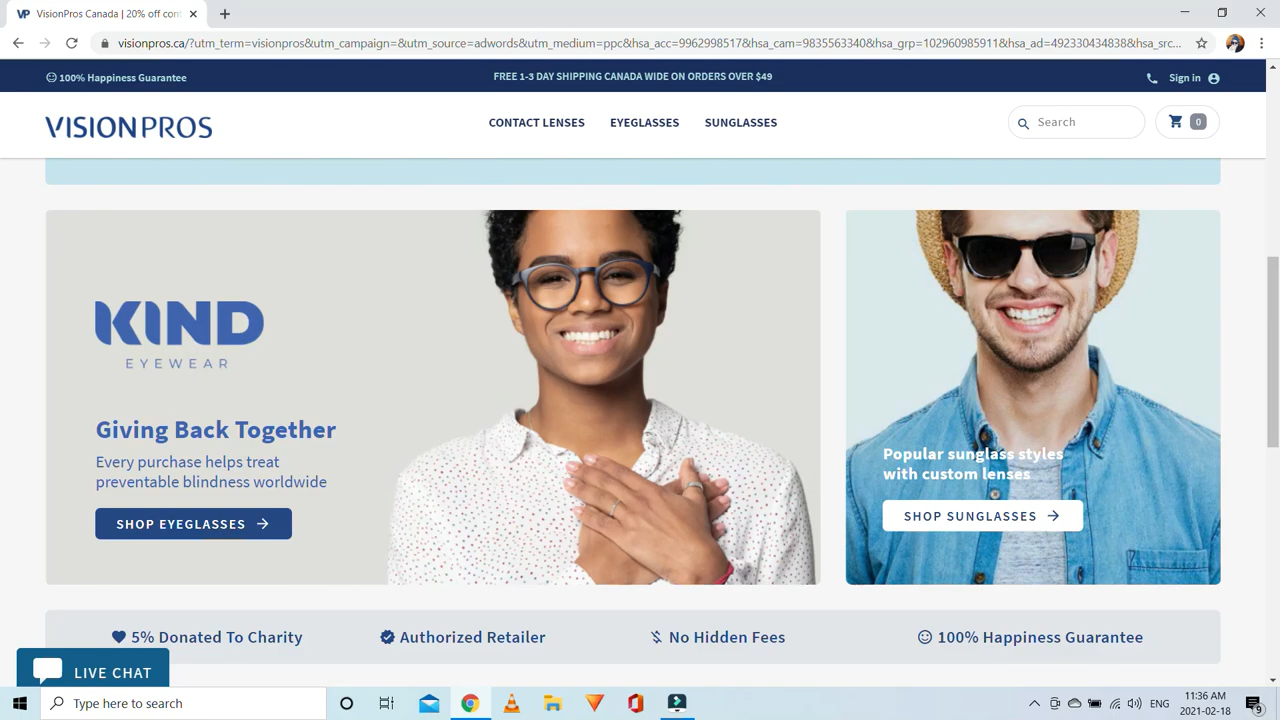 VP VisionPros Canada | 20% off cont
visionpros.ca/?utm_term=visionpros&utm_campaign=&utm_source=adwords&utm_medium=ppc&hsa_acc=9962998517&hsa_cam=9835563340&hsa_grp=102960985911&hsa_ad=492330434838&hsa_src...
100% Happiness Guarantee
FREE 1-3 DAY SHIPPING CANADA WIDE ON ORDERS OVER $49
Sign in
VISIONPROS
CONTACT LENSES
EYEGLASSES
SUNGLASSES
Search
0
KIND
EYEWEAR
Giving Back Together
Every purchase helps treat
preventable blindness worldwide
SHOP EYEGLASSES
Popular sunglass styles
with custom lenses
SHOP SUNGLASSES
5% Donated To Charity
Authorized Retailer
No Hidden Fees
100% Happiness Guarantee
LIVE CHAT
Type here to search
ENG
11:36 AM
2021-02-18
9